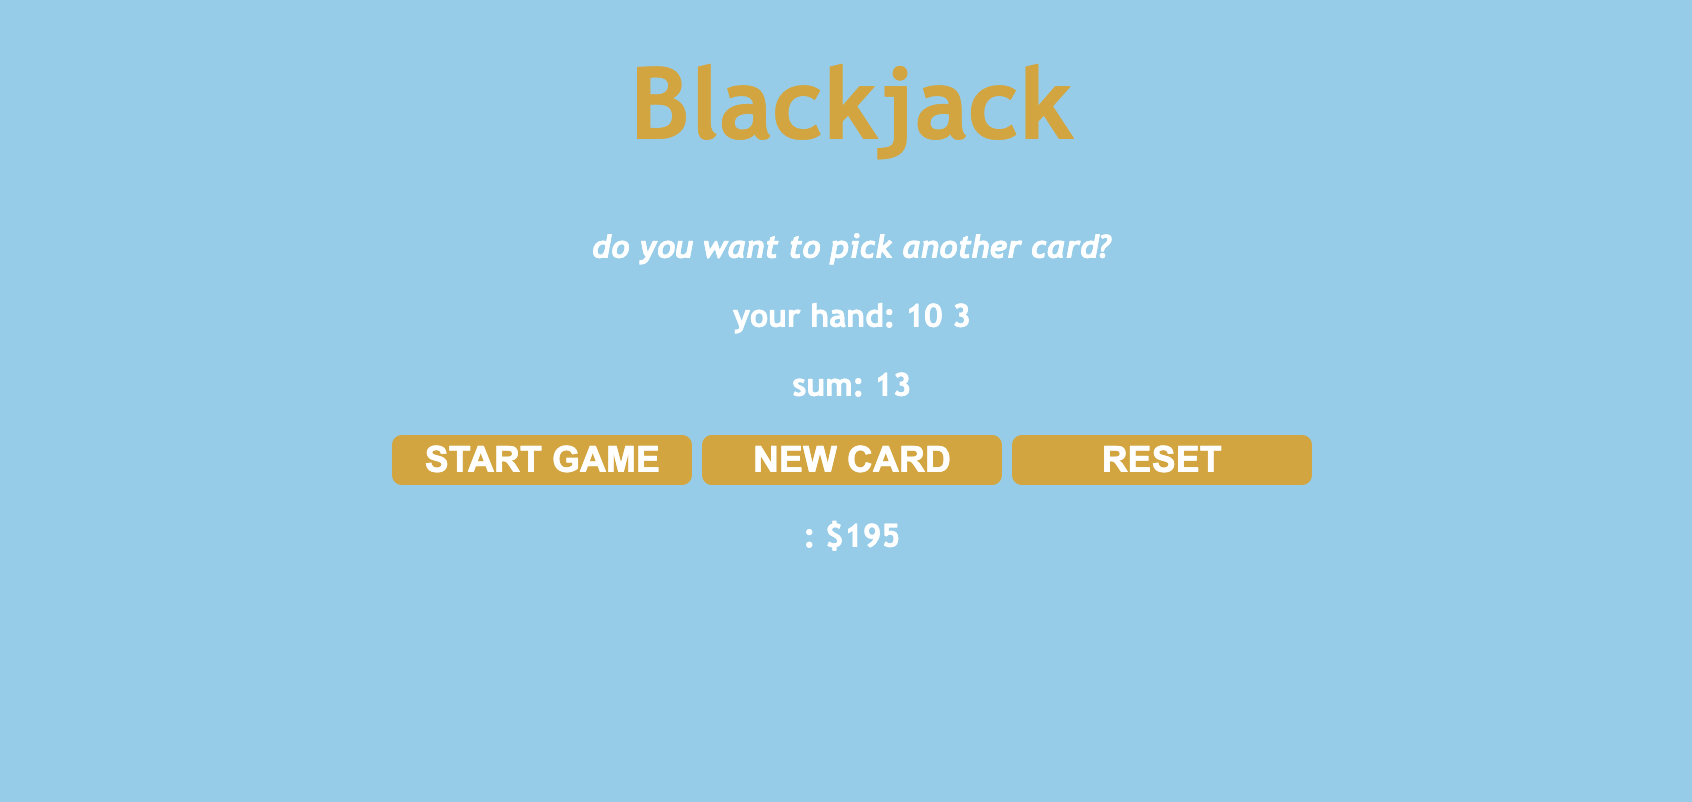 Blackjack
do you want to pick another card?
your hand: 10 3
sum: 13
START GAME NEW CARD RESET
: $195